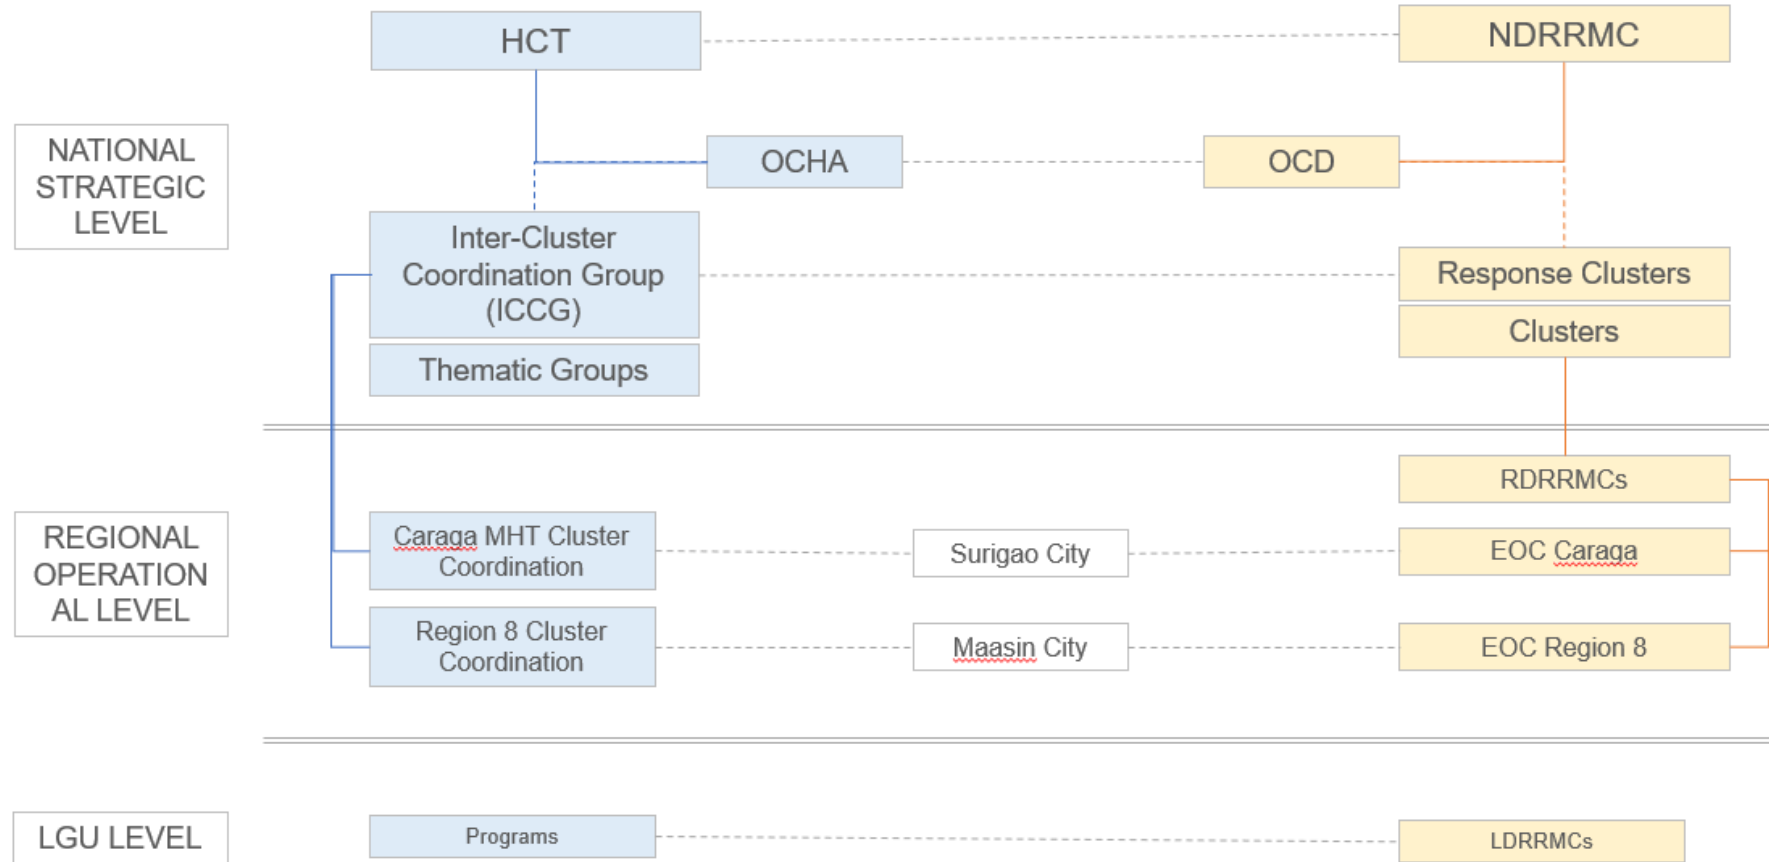 HCT
NDRRMC
NATIONAL
STRATEGIC
LEVEL
OCHA
OCD
Inter-Cluster
Coordination Group
(ICCG)
Response Clusters
Clusters
Thematic Groups
REGIONAL
OPERATION
AL LEVEL
RDRRMCs
Caraga MHT Cluster
Coordination
Surigao City
EOC Caraga
Region 8 Cluster
Coordination
Maasin City
EOC Region 8
LGU LEVEL
Programs
LDRRMCs